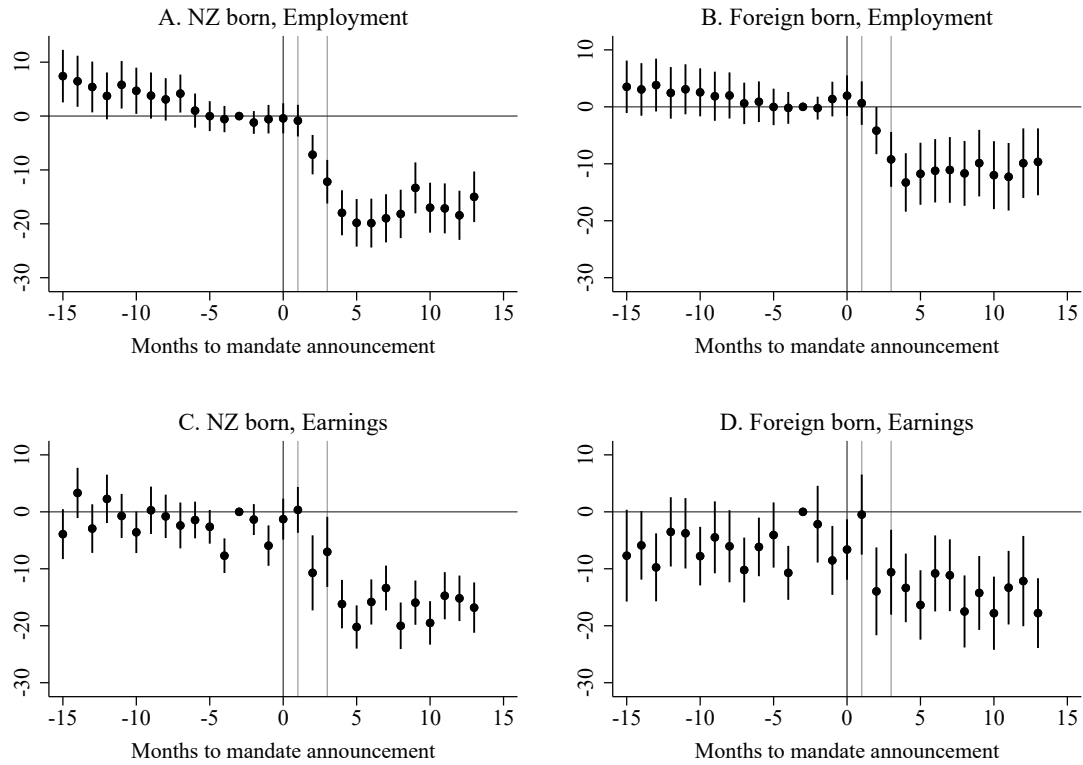 A. NZ born, Employment
10
0
-10
-20
-30
-15 -10 -5 0 5 10 15
Months to mandate announcement
B. Foreign born, Employment
10
0
-10
-20
-30
-15 -10 -5 0 5 10 15
Months to mandate announcement
C. NZ born, Earnings
10
0
-10
-20
-30
-15 -10 -5 0 5 10 15
Months to mandate announcement
D. Foreign born, Earnings
10
0
-10
-20
-30
-15 -10 -5 0 5 10 15
Months to mandate announcement